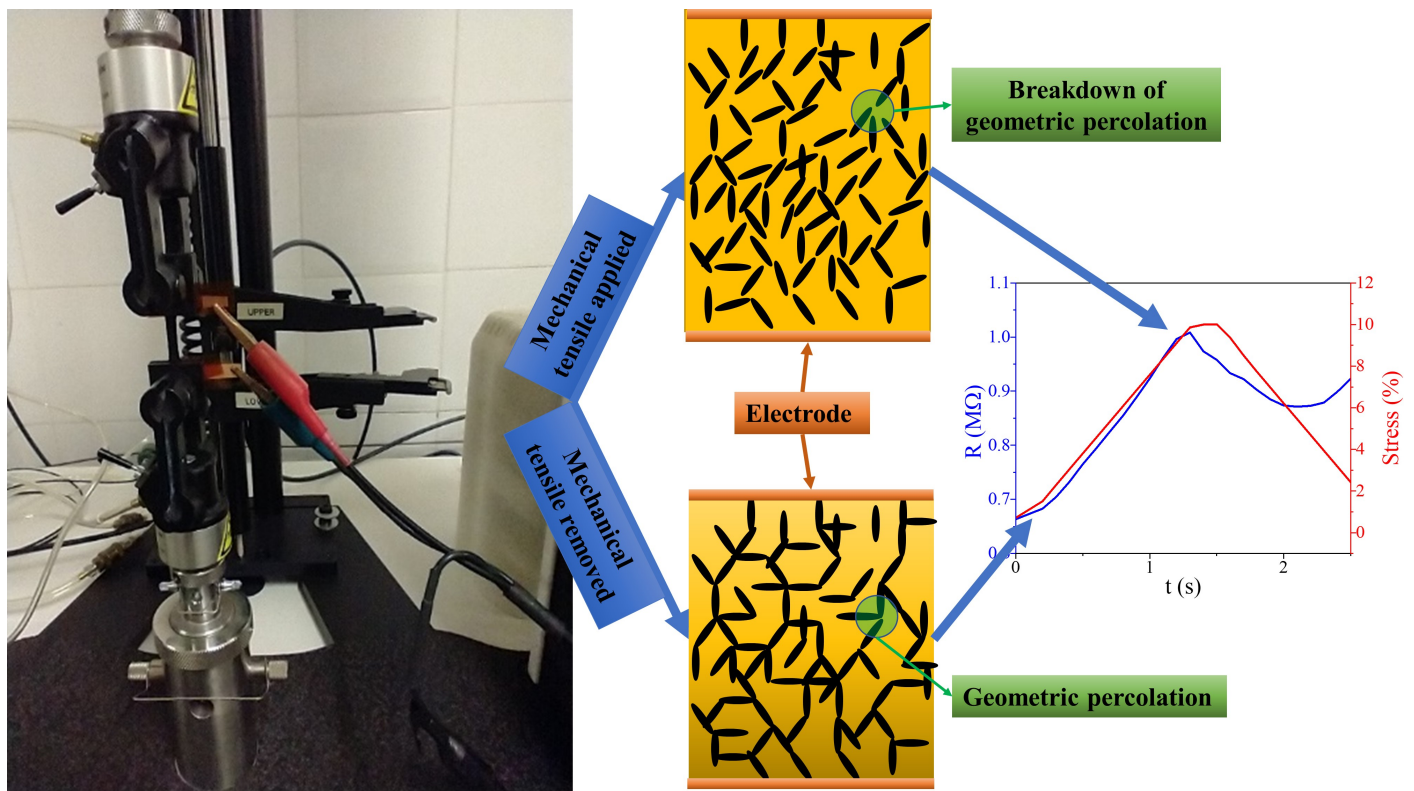 UPPER
LO
Mechanical
tensile applied
Mechanical
tensile removed
Breakdown of
geometric percolation
Electrode
Geometric percolation
R (MΩ)
1.1
1.0
0.9
0.8
0.7
0
1
2
t (s)
Stress (%)
12
10
8
6
4
2
0